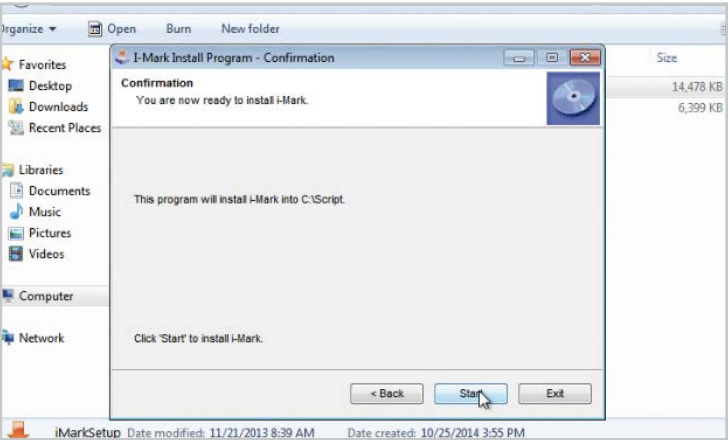 Organize Open Burn New folder
I-Mark Install Program - Confirmation
Size
Favorites
Desktop
Downloads
Recent Places
Libraries
Documents
Music
Pictures
Videos
Computer
Network
Confirmation
You are now ready to install i-Mark.
This program will install i-Mark into C:\Script.
Click 'Start' to install i-Mark.
< Back Start Exit
14,478 KB
6,399 KB
iMarkSetup Date modified: 11/21/2013 8:39 AM Date created: 10/25/2014 3:55 PM